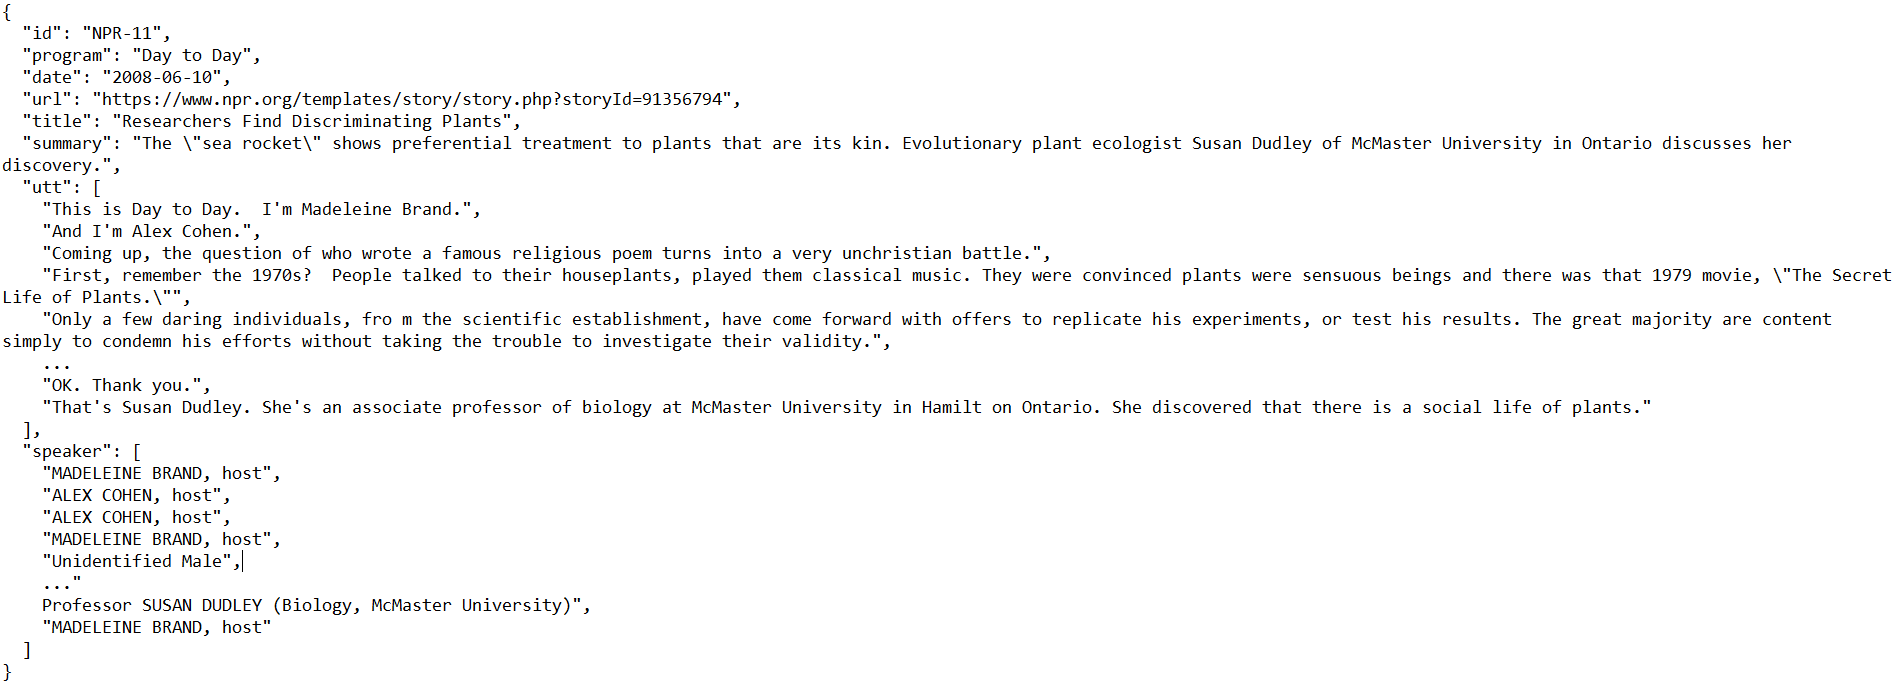 {
  "id": "NPR-11",
  "program": "Day to Day",
  "date": "2008-06-10",
  "url": "https://www.npr.org/templates/story/story.php?storyId=91356794",
  "title": "Researchers Find Discriminating Plants",
  "summary": "The \"sea rocket\" shows preferential treatment to plants that are its kin. Evolutionary plant ecologist Susan Dudley of McMaster University in Ontario discusses her
discovery.",
  "utt": [
    "This is Day to Day.  I'm Madeleine Brand.",
    "And I'm Alex Cohen.",
    "Coming up, the question of who wrote a famous religious poem turns into a very unchristian battle.",
    "First, remember the 1970s?  People talked to their houseplants, played them classical music. They were convinced plants were sensuous beings and there was that 1979 movie, \"The Secret
Life of Plants.\"",
    "Only a few daring individuals, fro m the scientific establishment, have come forward with offers to replicate his experiments, or test his results. The great majority are content
simply to condemn his efforts without taking the trouble to investigate their validity.",
    ...
    "OK. Thank you.",
    "That's Susan Dudley. She's an associate professor of biology at McMaster University in Hamilt on Ontario. She discovered that there is a social life of plants."
  ],
  "speaker": [
    "MADELEINE BRAND, host",
    "ALEX COHEN, host",
    "ALEX COHEN, host",
    "MADELEINE BRAND, host",
    "Unidentified Male",
    ..."
    Professor SUSAN DUDLEY (Biology, McMaster University)",
    "MADELEINE BRAND, host"
  ]
}